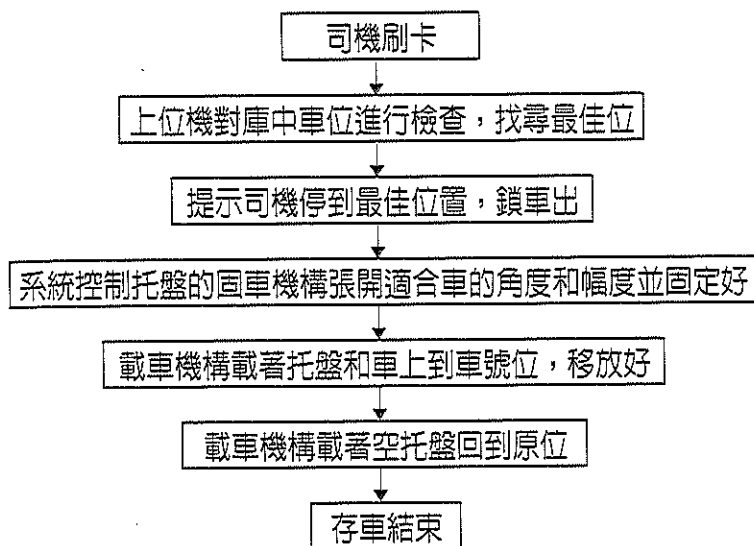 司機刷卡
上位機對庫中車位進行檢查，找尋最佳位
提示司機停到最佳位置，鎖車出
系統控制托盤的固車機構張開適合車的角度和幅度並固定好
載車機構載著托盤和車上到車號位，移放好
載車機構載著空托盤回到原位
存車結束